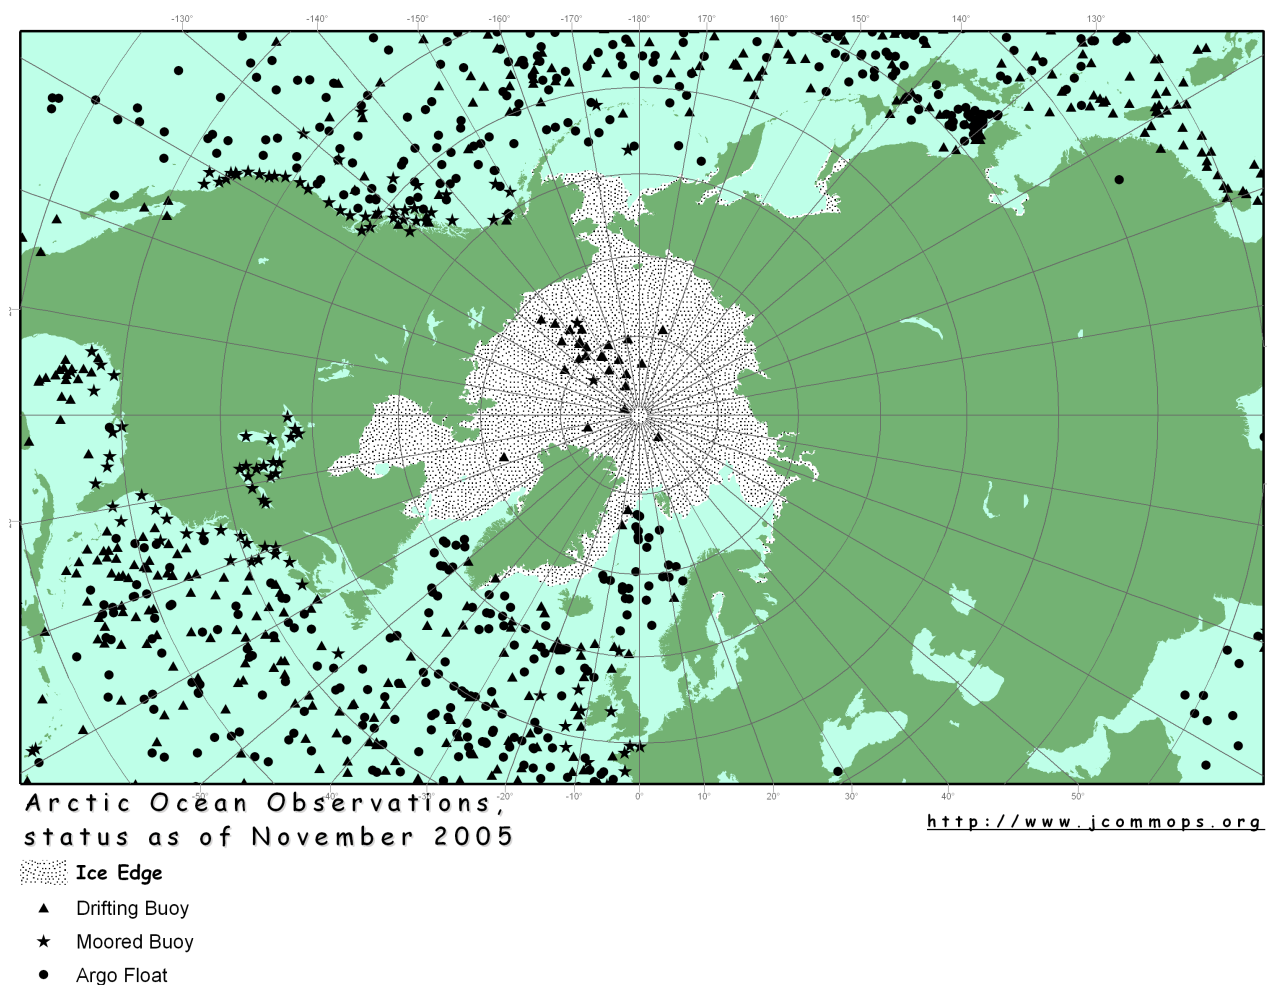 -130° -140° -150° -160° -170° -180° 170° 160° 150° 140° 130°
-50° -40° -30° -20° -10° 0° 10° 20° 30° 40° 50°
Arctic Ocean Observations,
status as of November 2005
http://www.jcommops.org
Ice Edge
Drifting Buoy
Moored Buoy
Argo Float